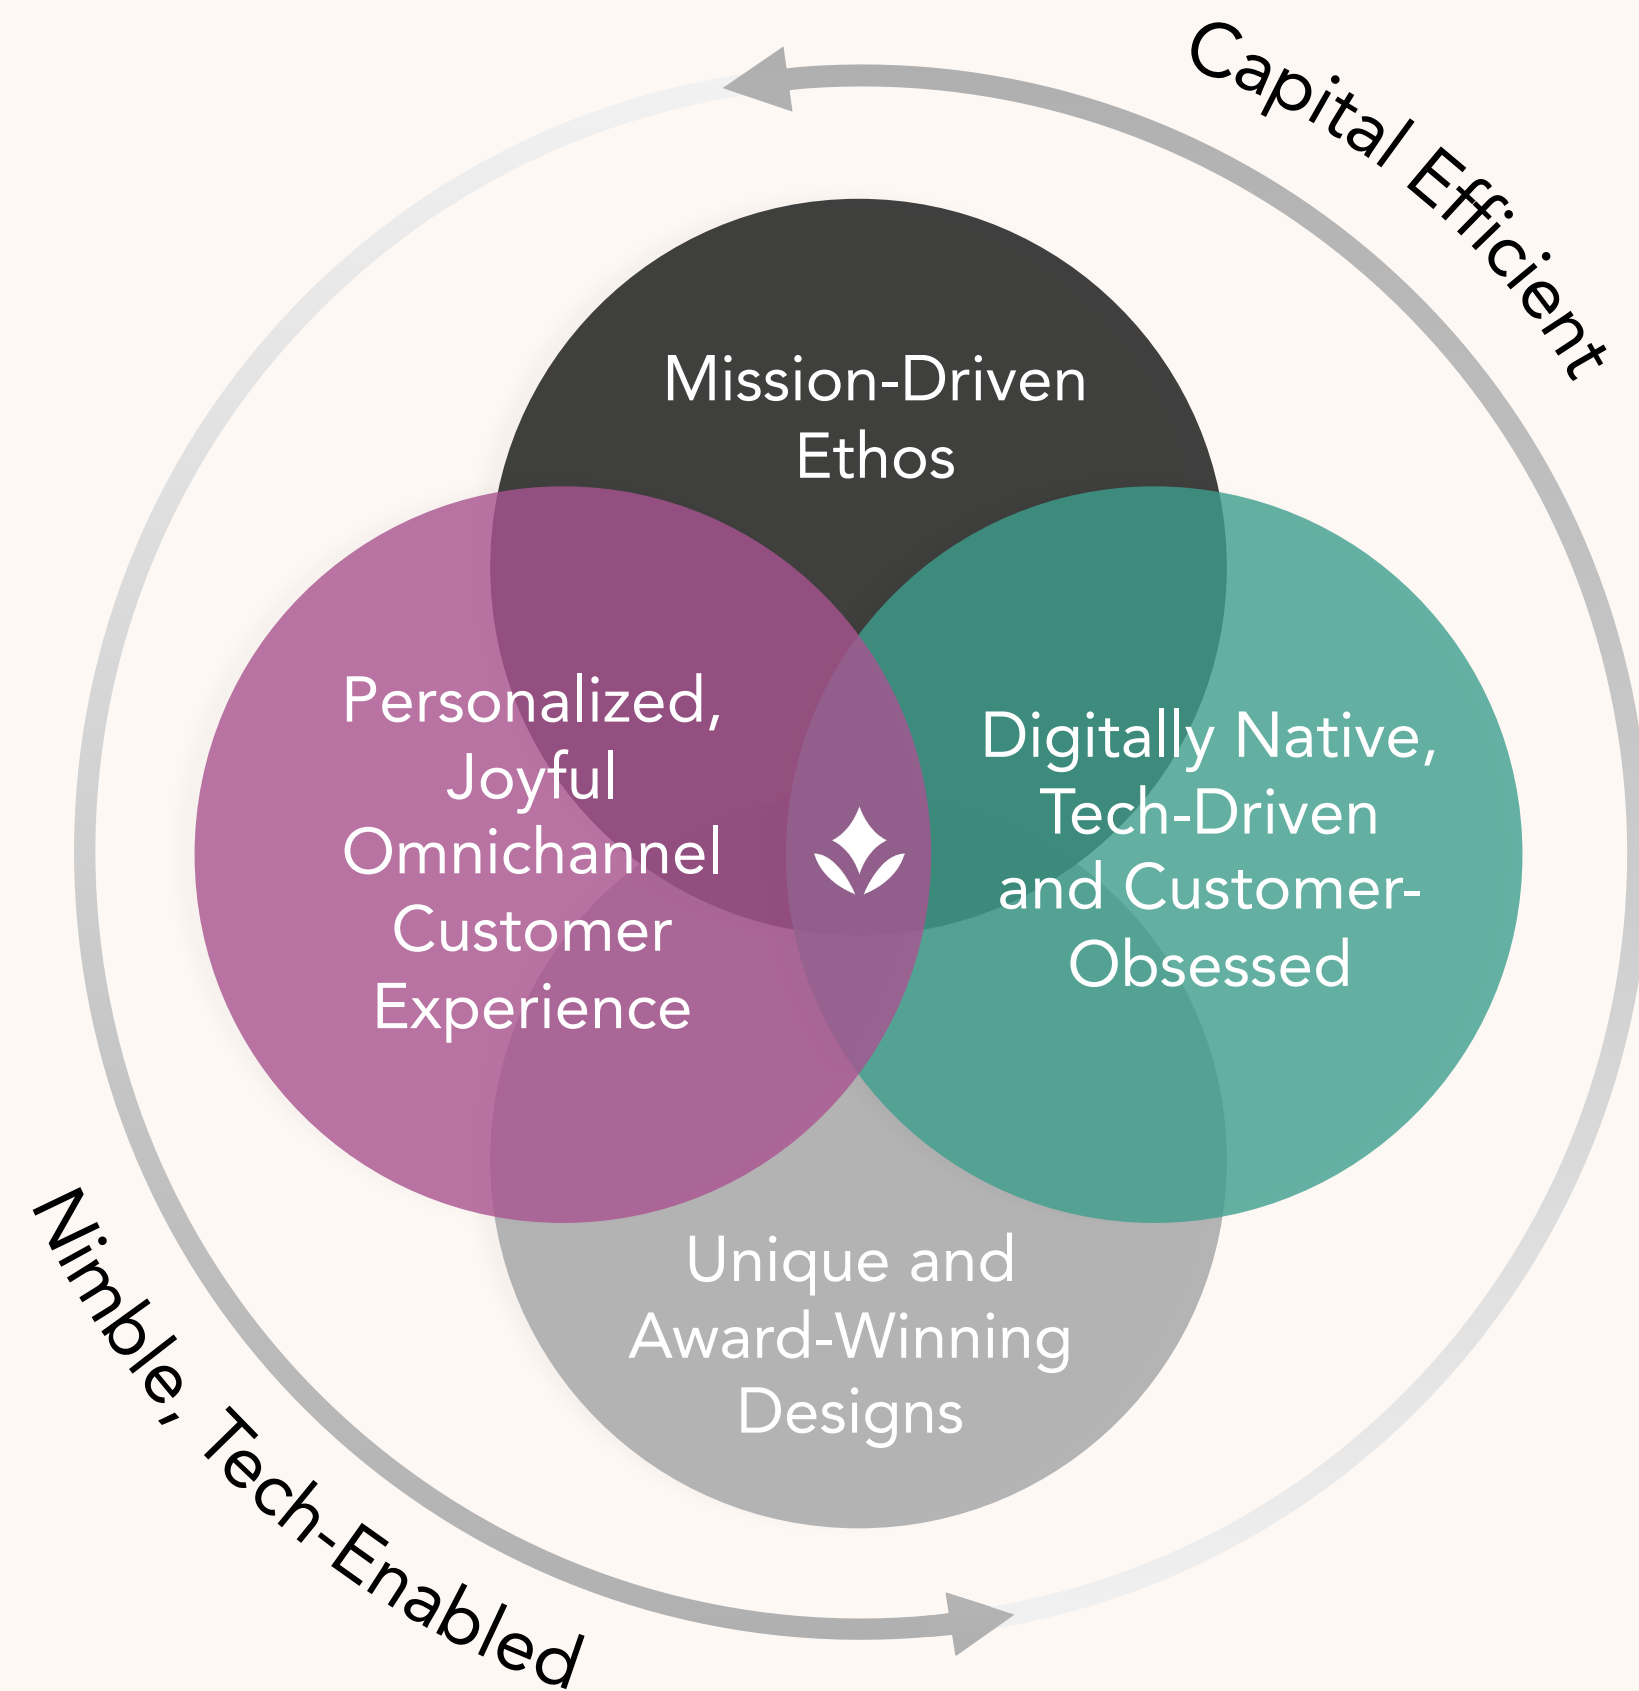 Capital Efficient
Mission-Driven
Ethos
Personalized,
Joyful
Omnichannel
Customer
Experience
Digitally Native,
Tech-Driven
and Customer-
Obsessed
Unique and
Award-Winning
Designs
Nimble, Tech-Enabled